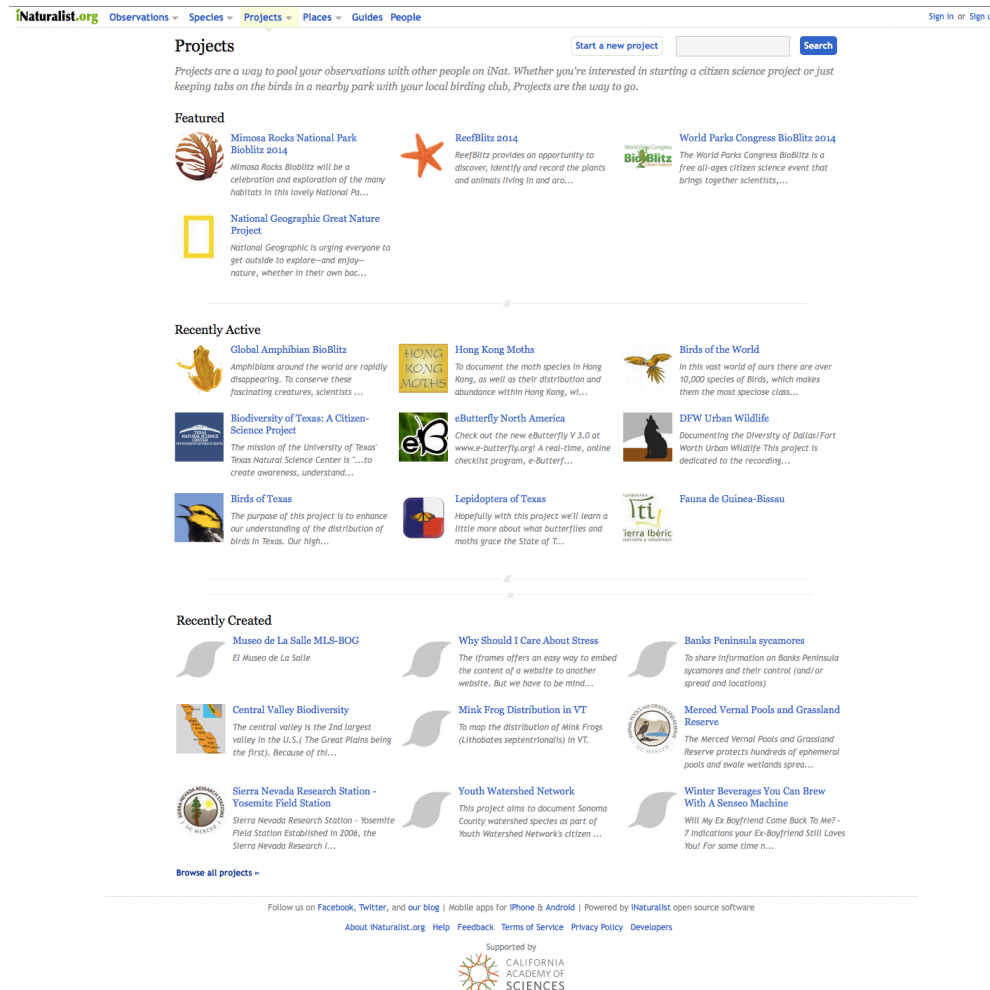 iNaturalist.org Observations Species Projects Places Guides People Sign in or Sign u
Projects Start a new project Search
Projects are a way to pool your observations with other people on iNat. Whether you're interested in starting a citizen science project or just
keeping tabs on the birds in a nearby park with your local birding club, Projects are the way to go.
Featured
Mimosa Rocks National Park
Bioblitz 2014
Mimosa Rocks Bioblitz will be a
celebration and exploration of the many
habitats in this lovely National Pa...
ReefBlitz 2014
ReefBlitz provides an opportunity to
discover, identify and record the plants
and animals living in and aro...
World Parks Congress
BioBlitz
World Parks Congress BioBlitz 2014
The World Parks Congress BioBlitz is a
free all-ages citizen science event that
brings together scientists,...
National Geographic Great Nature
Project
National Geographic is urging everyone to
get outside to explore—and enjoy—
nature, whether in their own bac...
Recently Active
Global Amphibian BioBlitz
Amphibians around the world are rapidly
disappearing. To conserve these
fascinating creatures, scientists ...
HONG
KONG
MOTHS
Hong Kong Moths
To document the moth species in Hong
Kong, as well as their distribution and
abundance within Hong Kong, wi...
Birds of the World
In this vast world of ours there are over
10,000 species of Birds, which makes
them the most speciose class...
TEXAS
NATURAL SCIENCE
CENTER
Biodiversity of Texas: A Citizen-
Science Project
The mission of the University of Texas'
Texas Natural Science Center is "...to
create awareness, understand...
e
eButterfly North America
Check out the new eButterfly V 3.0 at
www.e-butterfly.org! A real-time, online
checklist program, e-Butterf...
DFW Urban Wildlife
Documenting the Diversity of Dallas/Fort
Worth Urban Wildlife This project is
dedicated to the recording...
Birds of Texas
The purpose of this project is to enhance
our understanding of the distribution of
birds in Texas. Our high...
Lepidoptera of Texas
Hopefully with this project we'll learn a
little more about what butterflies and
moths grace the State of T...
FUNDACION
Iti
Tierra Ibéric
Fauna de Guinea-Bissau
Recently Created
Museo de La Salle MLS-BOG
El Museo de La Salle
Why Should I Care About Stress
The iframes offers an easy way to embed
the content of a website to another
website. But we have to be mind...
Banks Peninsula sycamores
To share information on Banks Peninsula
sycamores and their control (and/or
spread and locations)
Central Valley Biodiversity
The central valley is the 2nd largest
valley in the U.S.( The Great Plains being
the first). Because of thi...
Mink Frog Distribution in VT
To map the distribution of Mink Frogs
(Lithobates septentrionalis) in VT.
VERNAL POOLS AND GRASSLAND RESERVE
UC MERCED
Merced Vernal Pools and Grassland
Reserve
The Merced Vernal Pools and Grassland
Reserve protects hundreds of ephemeral
pools and swale wetlands sprea...
SIERRA NEVADA RESEARCH STATIONS
UC MERCED
Sierra Nevada Research Station -
Yosemite Field Station
Sierra Nevada Research Station - Yosemite
Field Station Established in 2006, the
Sierra Nevada Research I...
Youth Watershed Network
This project aims to document Sonoma
County watershed species as part of
Youth Watershed Network's citizen ...
Winter Beverages You Can Brew
With A Senseo Machine
Will My Ex Boyfriend Come Back To Me? -
7 Indications your Ex-Boyfriend Still Loves
You! For some time n...
Browse all projects »
Follow us on Facebook, Twitter, and our blog | Mobile apps for iPhone & Android | Powered by iNaturalist open source software
About iNaturalist.org Help Feedback Terms of Service Privacy Policy Developers
Supported by
CALIFORNIA
ACADEMY OF
SCIENCES